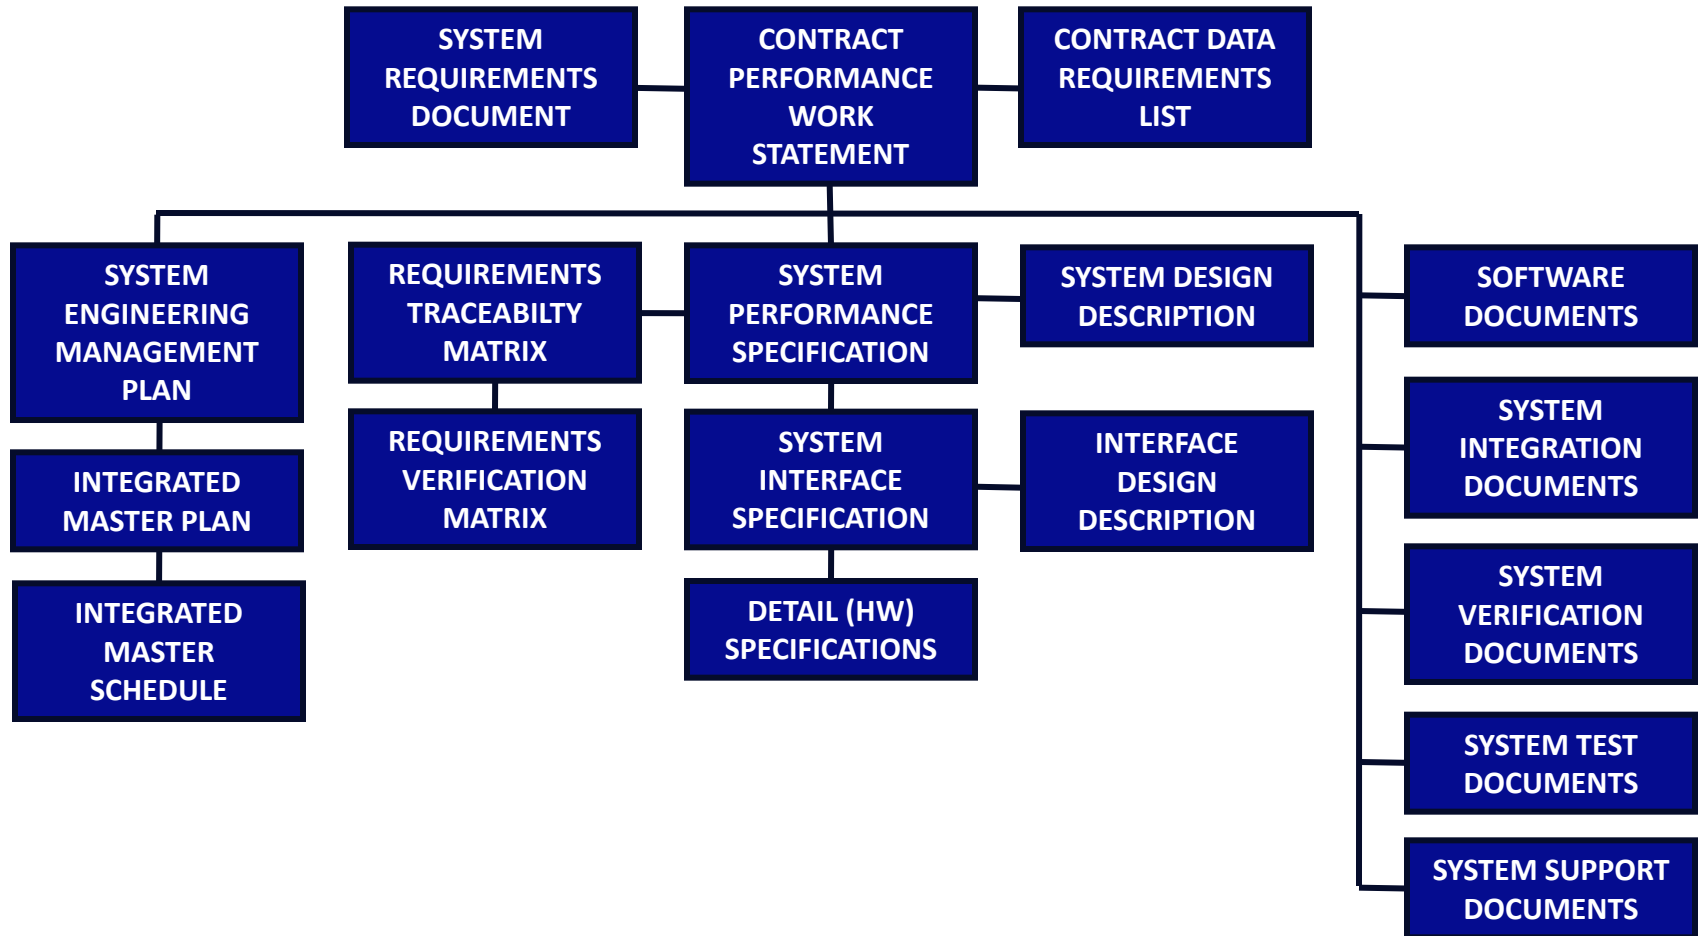 SYSTEM
REQUIREMENTS
DOCUMENT
CONTRACT
PERFORMANCE
WORK
STATEMENT
CONTRACT DATA
REQUIREMENTS
LIST
SYSTEM
ENGINEERING
MANAGEMENT
PLAN
REQUIREMENTS
TRACEABILTY
MATRIX
SYSTEM
PERFORMANCE
SPECIFICATION
SYSTEM DESIGN
DESCRIPTION
SOFTWARE
DOCUMENTS
INTEGRATED
MASTER PLAN
REQUIREMENTS
VERIFICATION
MATRIX
SYSTEM
INTERFACE
SPECIFICATION
INTERFACE
DESIGN
DESCRIPTION
SYSTEM
INTEGRATION
DOCUMENTS
INTEGRATED
MASTER
SCHEDULE
DETAIL (HW)
SPECIFICATIONS
SYSTEM
VERIFICATION
DOCUMENTS
SYSTEM TEST
DOCUMENTS
SYSTEM SUPPORT
DOCUMENTS